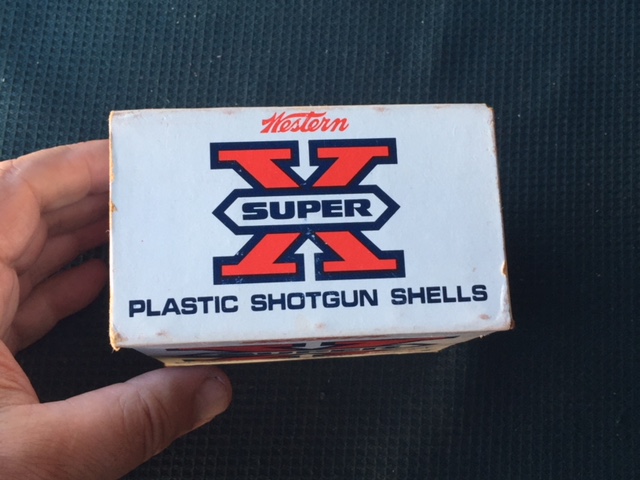 Western
X
SUPER
PLASTIC SHOTGUN SHELLS